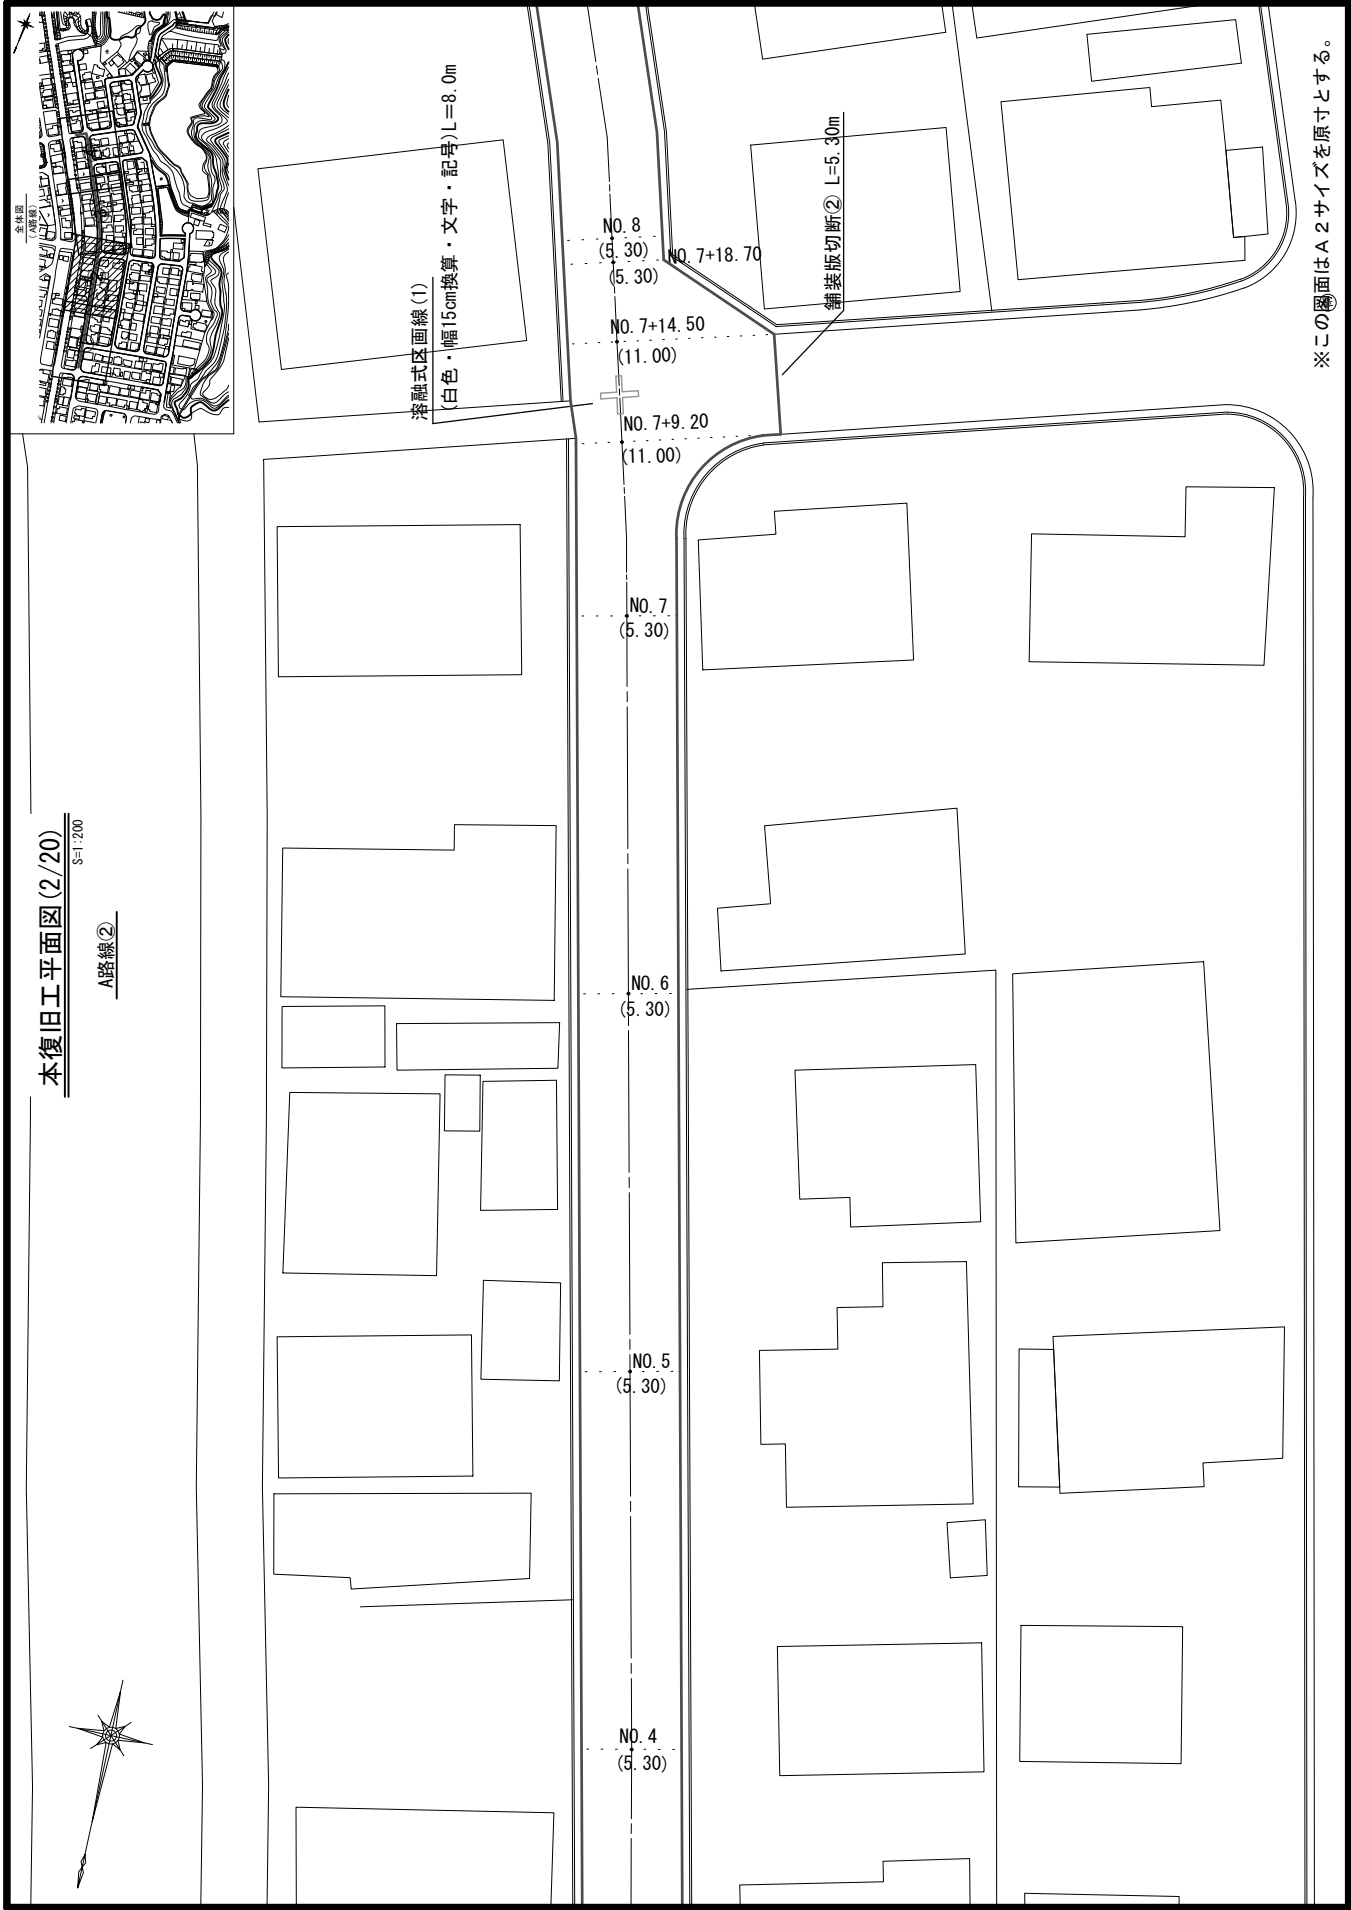 全体図
(A路線)
本復旧工平面図(2/20)
S=1:200
A路線②
溶融式区画線(1)
(白色・幅15cm換算・文字・記号)L=8.0m
舗装版切断② L=5.30m
NO.8
(5.30)
NO.7+18.70
(5.30)
NO.7+14.50
(11.00)
NO.7+9.20
(11.00)
NO.7
(5.30)
NO.6
(5.30)
NO.5
(5.30)
NO.4
(5.30)
※この図面はA2サイズを原寸とする。